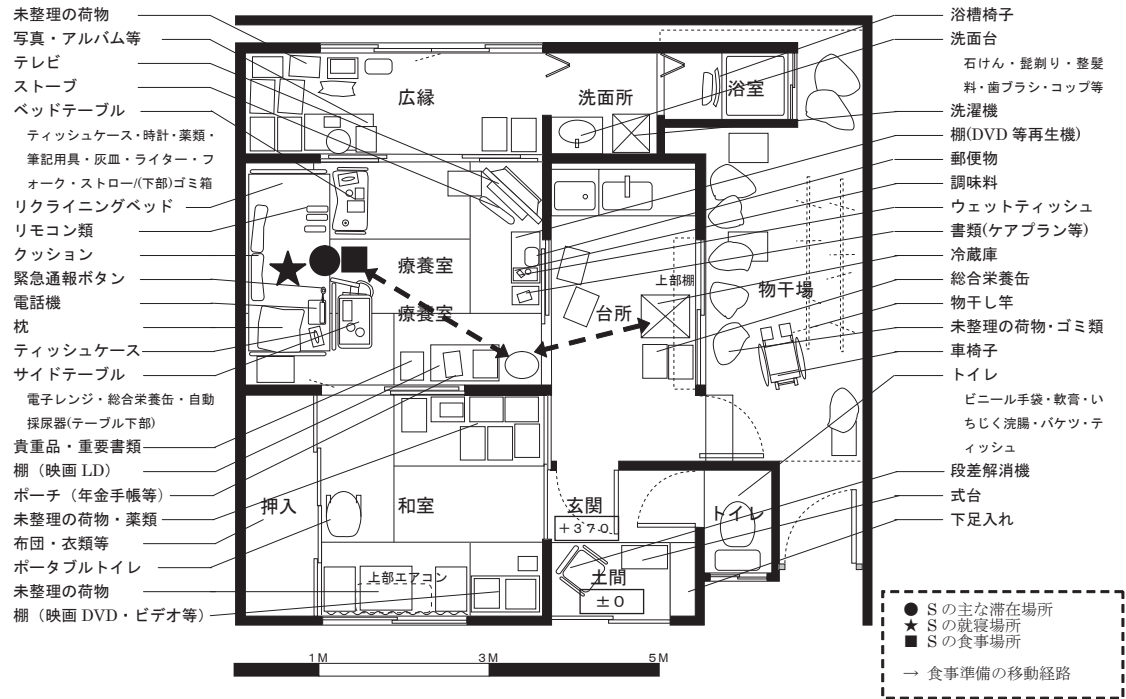 未整理の荷物
写真・アルバム等
テレビ
ストーブ
ベッドテーブル
ティッシュケース・時計・薬類・
筆記用具・灰皿・ライター・フ
ォーク・ストロー/(下部)ゴミ箱
リクライニングベッド
リモコン類
クッション
緊急通報ボタン
電話機
枕
ティッシュケース
サイドテーブル
電子レンジ・総合栄養缶・自動
採尿器(テーブル下部)
貴重品・重要書類
棚（映画 LD）
ポーチ（年金手帳等）
未整理の荷物・薬類
布団・衣類等
ポータブルトイレ
未整理の荷物
棚（映画 DVD・ビデオ等）
広縁
洗面所
浴室
療養室
療養室
台所
上部棚
物干場
押入
和室
玄関
+370
トイレ
上部エアコン
土間
±0
1M
3M
5M
浴槽椅子
洗面台
石けん・髭剃り・整髪
料・歯ブラシ・コップ等
洗濯機
棚(DVD 等再生機)
郵便物
調味料
ウェットティッシュ
書類(ケアプラン等)
冷蔵庫
総合栄養缶
物干し竿
未整理の荷物・ゴミ類
車椅子
トイレ
ビニール手袋・軟膏・い
ちじく浣腸・バケツ・テ
ィッシュ
段差解消機
式台
下足入れ
● S の主な滞在場所
★ S の就寝場所
■ S の食事場所
→ 食事準備の移動経路